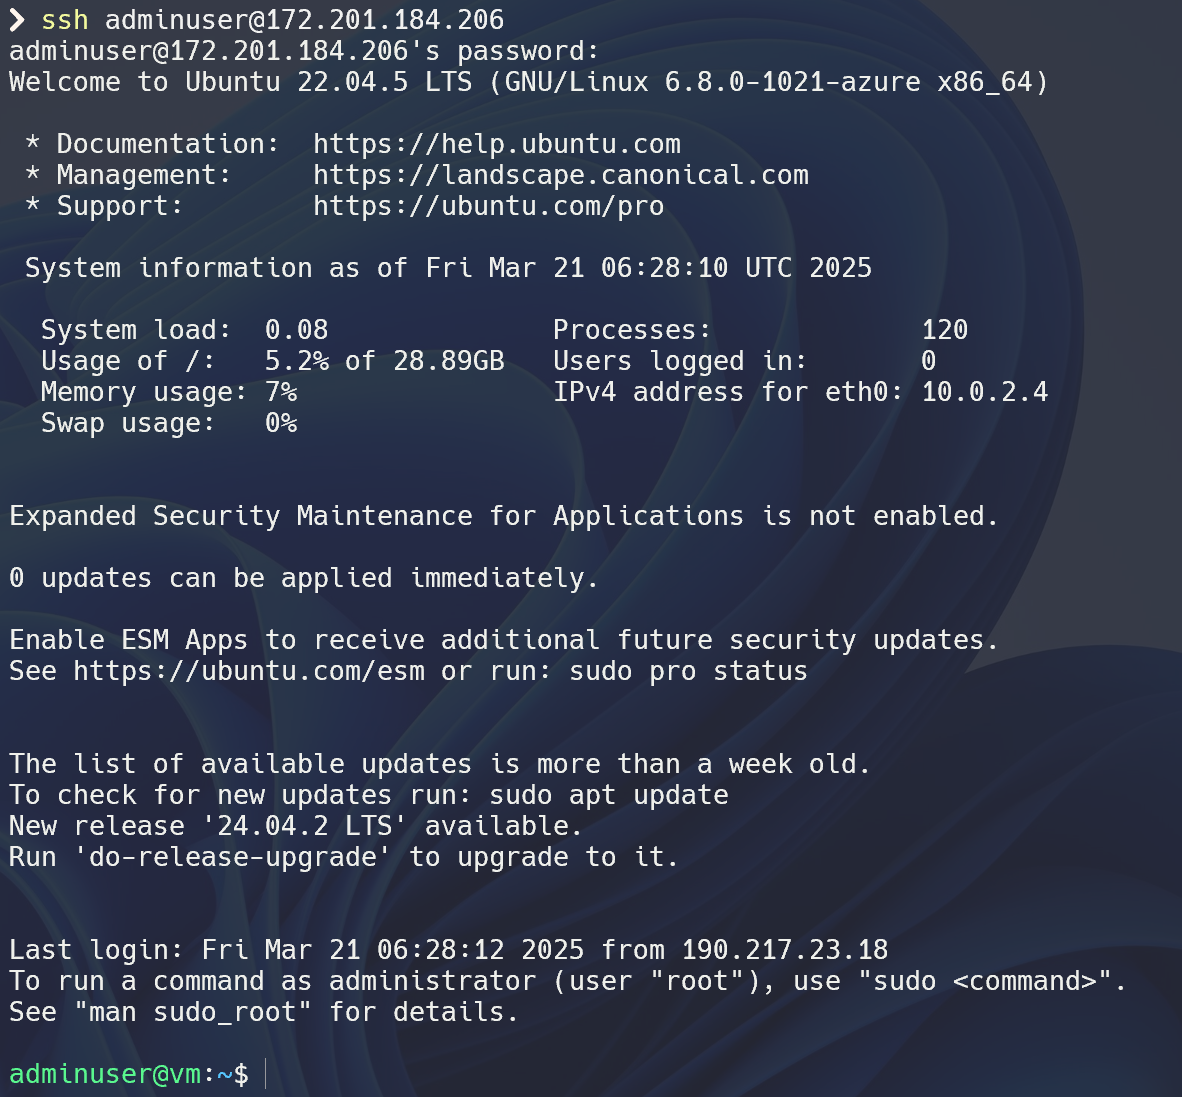 ❯ ssh adminuser@172.201.184.206
adminuser@172.201.184.206's password:
Welcome to Ubuntu 22.04.5 LTS (GNU/Linux 6.8.0-1021-azure x86_64)

 * Documentation:  https://help.ubuntu.com
 * Management:     https://landscape.canonical.com
 * Support:        https://ubuntu.com/pro

 System information as of Fri Mar 21 06:28:10 UTC 2025

  System load:  0.08              Processes:             120
  Usage of /:   5.2% of 28.89GB   Users logged in:       0
  Memory usage: 7%                IPv4 address for eth0: 10.0.2.4
  Swap usage:   0%


Expanded Security Maintenance for Applications is not enabled.

0 updates can be applied immediately.

Enable ESM Apps to receive additional future security updates.
See https://ubuntu.com/esm or run: sudo pro status


The list of available updates is more than a week old.
To check for new updates run: sudo apt update
New release '24.04.2 LTS' available.
Run 'do-release-upgrade' to upgrade to it.


Last login: Fri Mar 21 06:28:12 2025 from 190.217.23.18
To run a command as administrator (user "root"), use "sudo <command>".
See "man sudo_root" for details.

adminuser@vm:~$